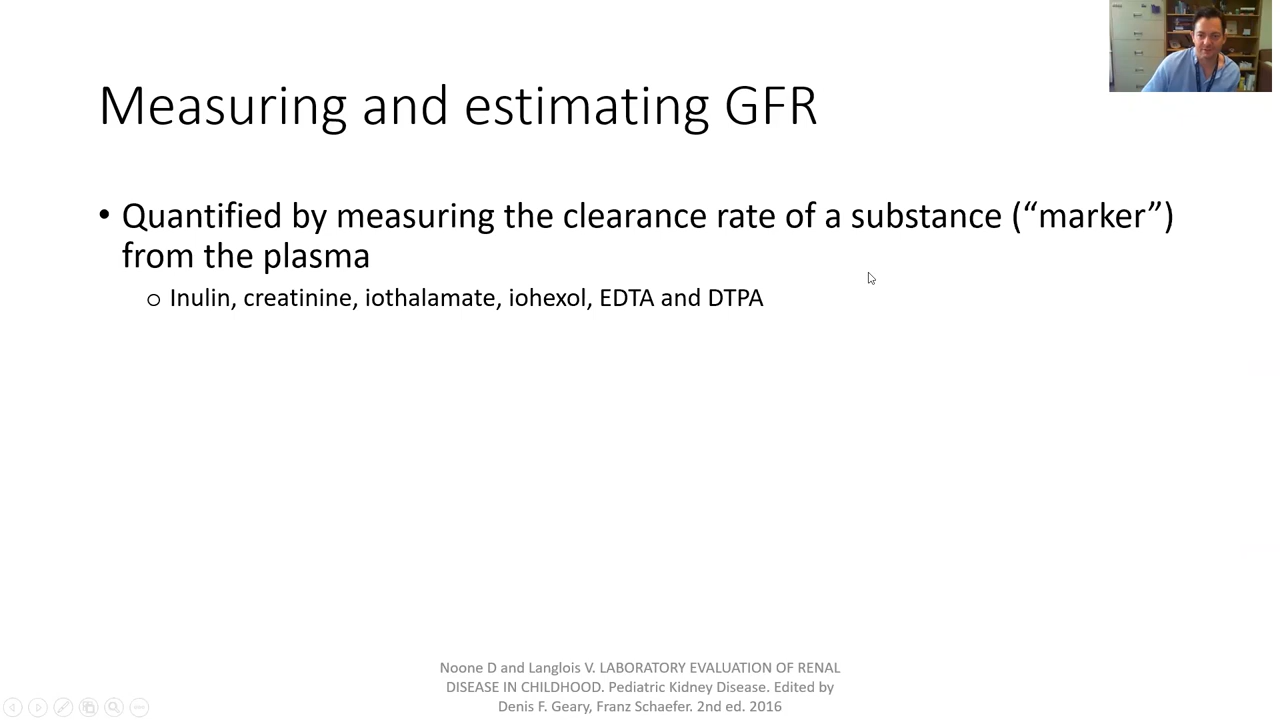 Measuring and estimating GFR
• Quantified by measuring the clearance rate of a substance (“marker”)
from the plasma
o Inulin, creatinine, iothalamate, iohexol, EDTA and DTPA
Noone D and Langlois V. LABORATORY EVALUATION OF RENAL
DISEASE IN CHILDHOOD. Pediatric Kidney Disease. Edited by
Denis F. Geary, Franz Schaefer. 2nd ed. 2016